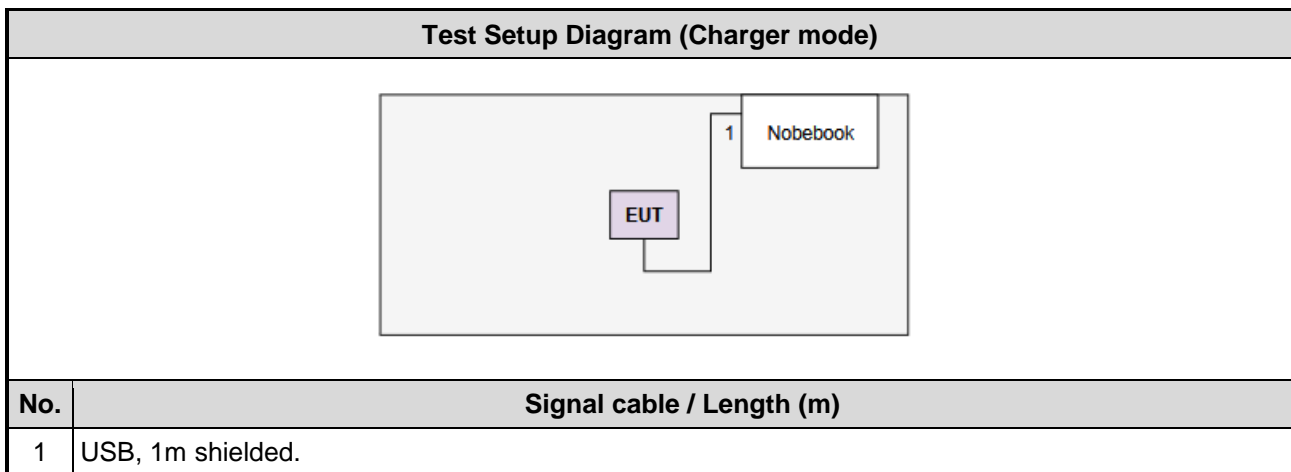 Test Setup Diagram (Charger mode)
1 Nobebook
EUT
No. Signal cable / Length (m)
1 USB, 1m shielded.